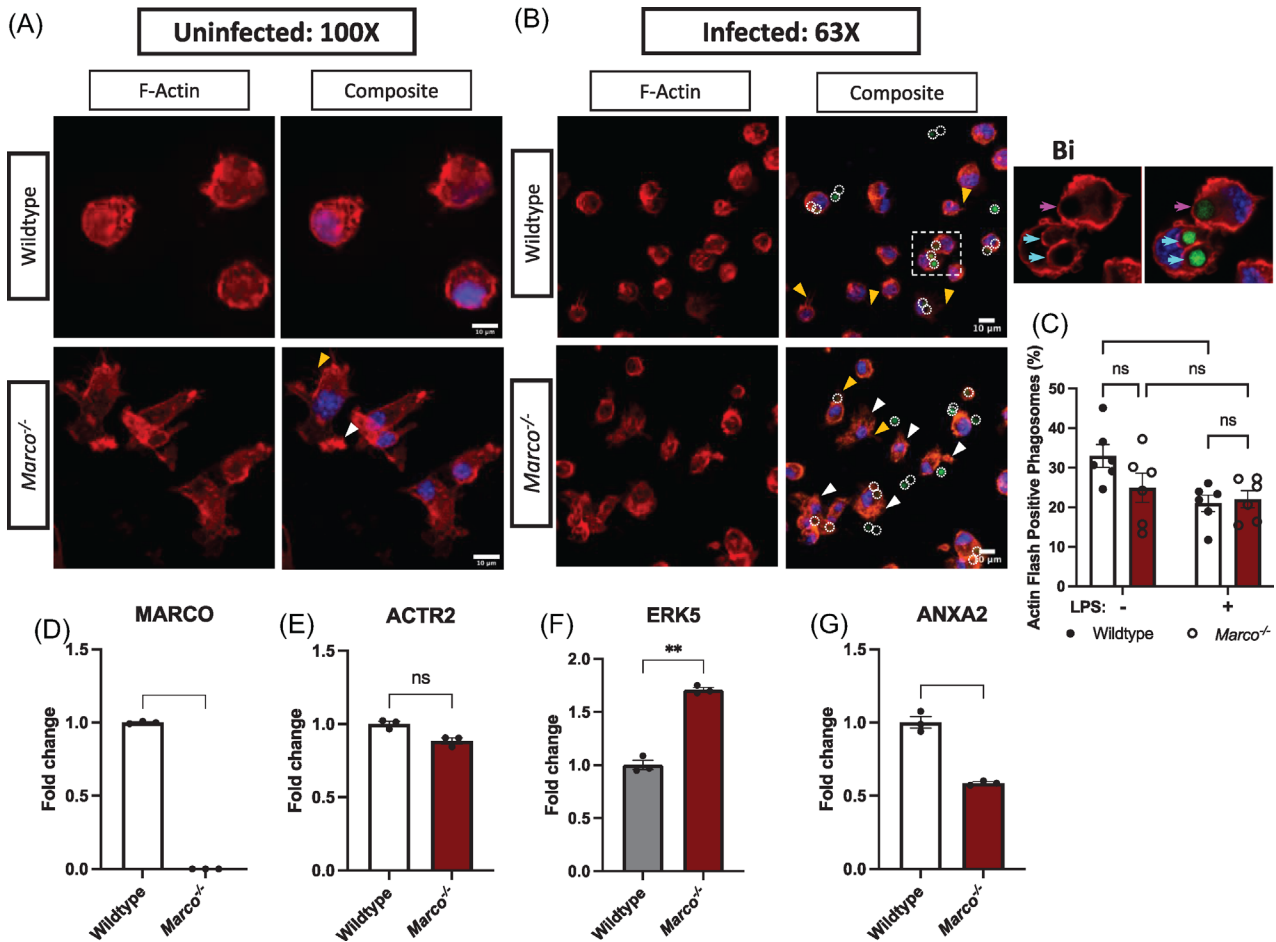 (A)
Uninfected: 100X
F-Actin
Composite
Wildtype
10 µm
Marco-/-
10 µm
(B)
Infected: 63X
F-Actin
Composite
Wildtype
10 µm
Marco-/-
10 µm
Bi
(C)
Actin Flash Positive Phagosomes (%)
ns
ns
ns
50
40
30
20
10
0
LPS: - +
Wildtype
Marco-/-
(D)
MARCO
Fold change
1.5
1.0
0.5
0.0
Wildtype
Marco-/-
(E)
ACTR2
Fold change
1.5
1.0
0.5
0.0
ns
Wildtype
Marco-/-
(F)
ERK5
Fold change
2.0
1.5
1.0
0.5
0.0
**
Wildtype
Marco-/-
(G)
ANXA2
Fold change
1.5
1.0
0.5
0.0
Wildtype
Marco-/-